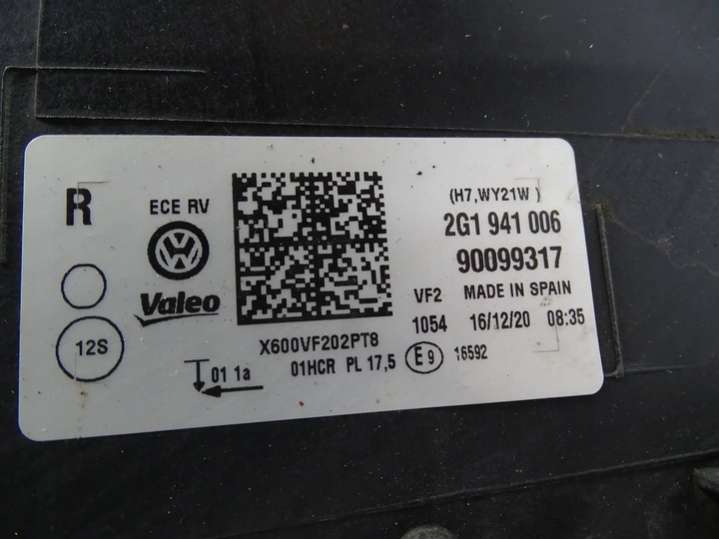 R
ECE RV
Valeo
12S
X600VF202PT8
01HCR PL 17,5
01 1a
(H7,WY21W )
2G1 941 006
90099317
VF2 MADE IN SPAIN
1054 16/12/20 08:35
E9 16592